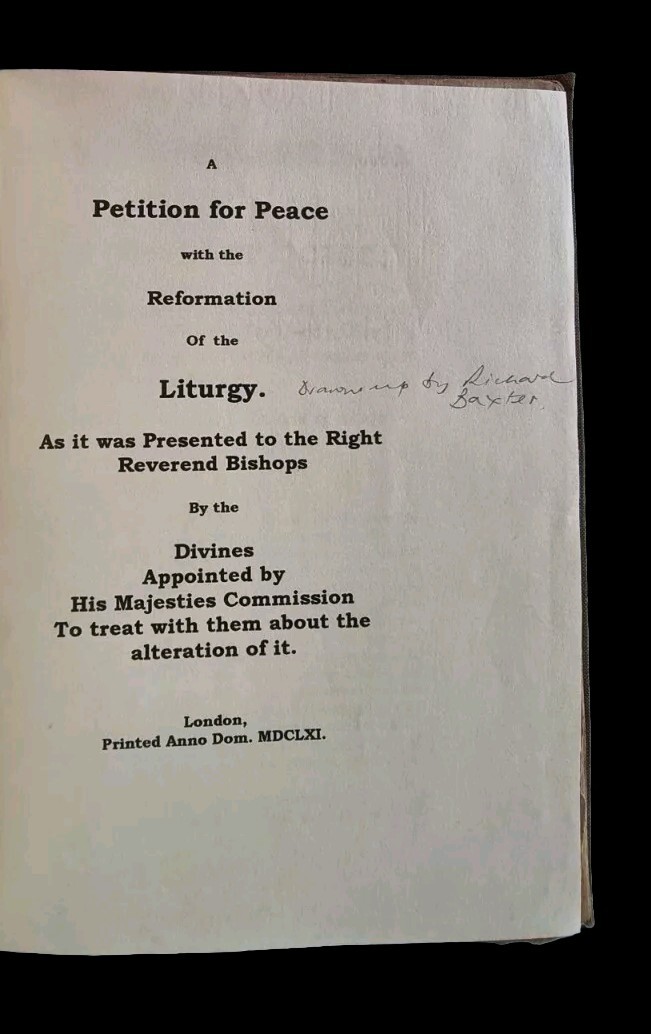 A
Petition for Peace
with the
Reformation
Of the
Liturgy.
Drawn up by Richard
Baxter.
As it was Presented to the Right
Reverend Bishops
By the
Divines
Appointed by
His Majesties Commission
To treat with them about the
alteration of it.
London,
Printed Anno Dom. MDCLXI.